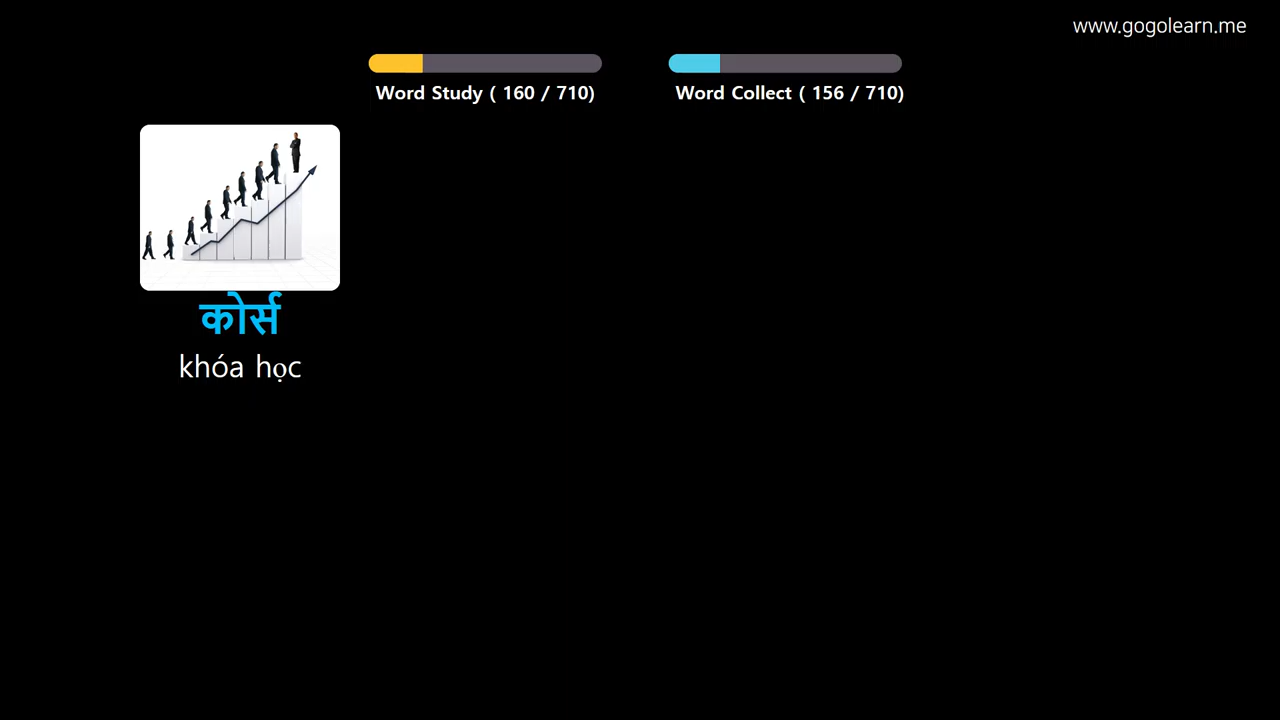 www.gogolearn.me
Word Study ( 160 / 710)
Word Collect ( 156 / 710)
कोर्स
khóa học